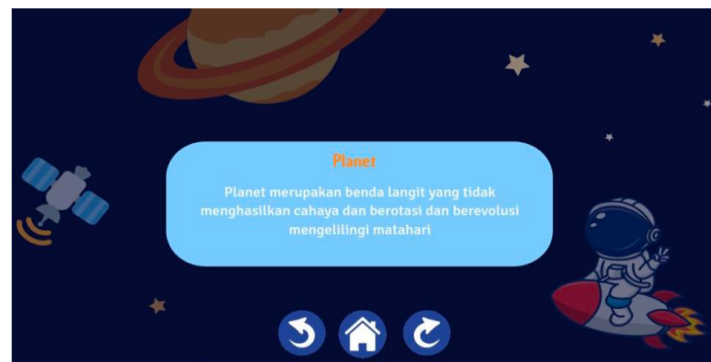 Planet
Planet merupakan benda langit yang tidak
menghasilkan cahaya dan berotasi dan berevolusi
mengelilingi matahari